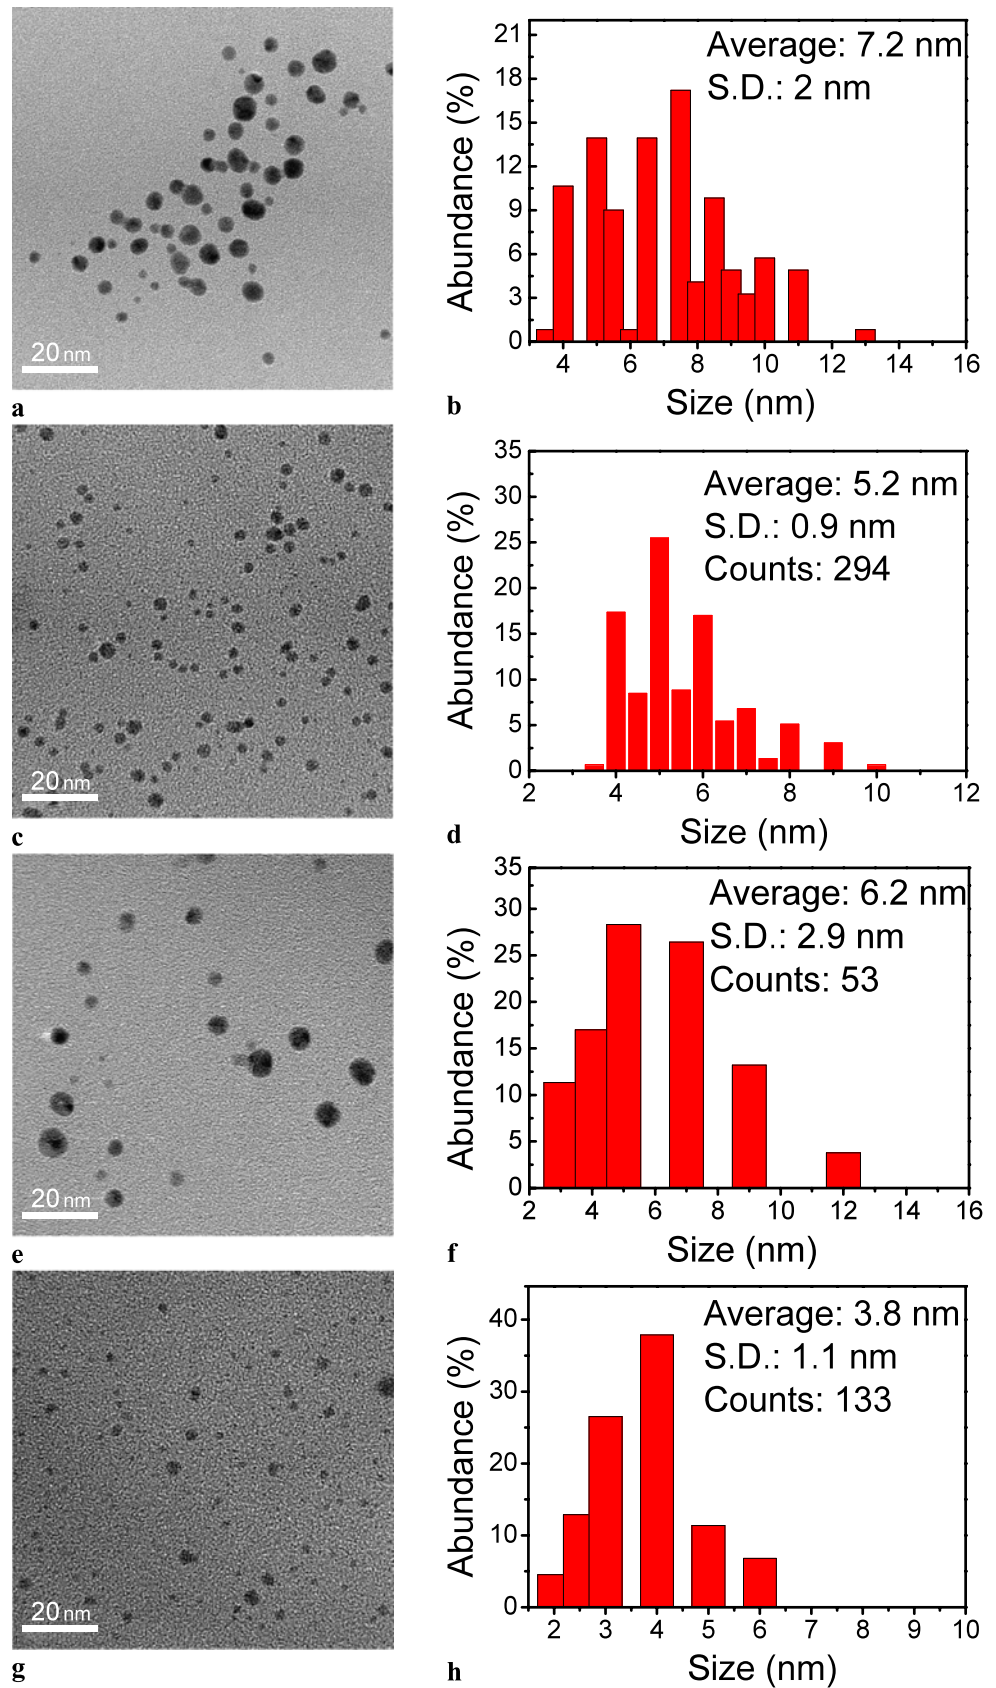 20 nm
a
21
18
15
12
9
6
3
0
Abundance (%)
Average: 7.2 nm
S.D.: 2 nm
4 6 8 10 12 14 16
Size (nm)
b
20 nm
c
35
30
25
20
15
10
5
0
Abundance (%)
Average: 5.2 nm
S.D.: 0.9 nm
Counts: 294
2 4 6 8 10 12
Size (nm)
d
20 nm
e
35
30
25
20
15
10
5
0
Abundance (%)
Average: 6.2 nm
S.D.: 2.9 nm
Counts: 53
2 4 6 8 10 12 14 16
Size (nm)
f
20 nm
g
40
30
20
10
0
Abundance (%)
Average: 3.8 nm
S.D.: 1.1 nm
Counts: 133
2 3 4 5 6 7 8 9 10
Size (nm)
h